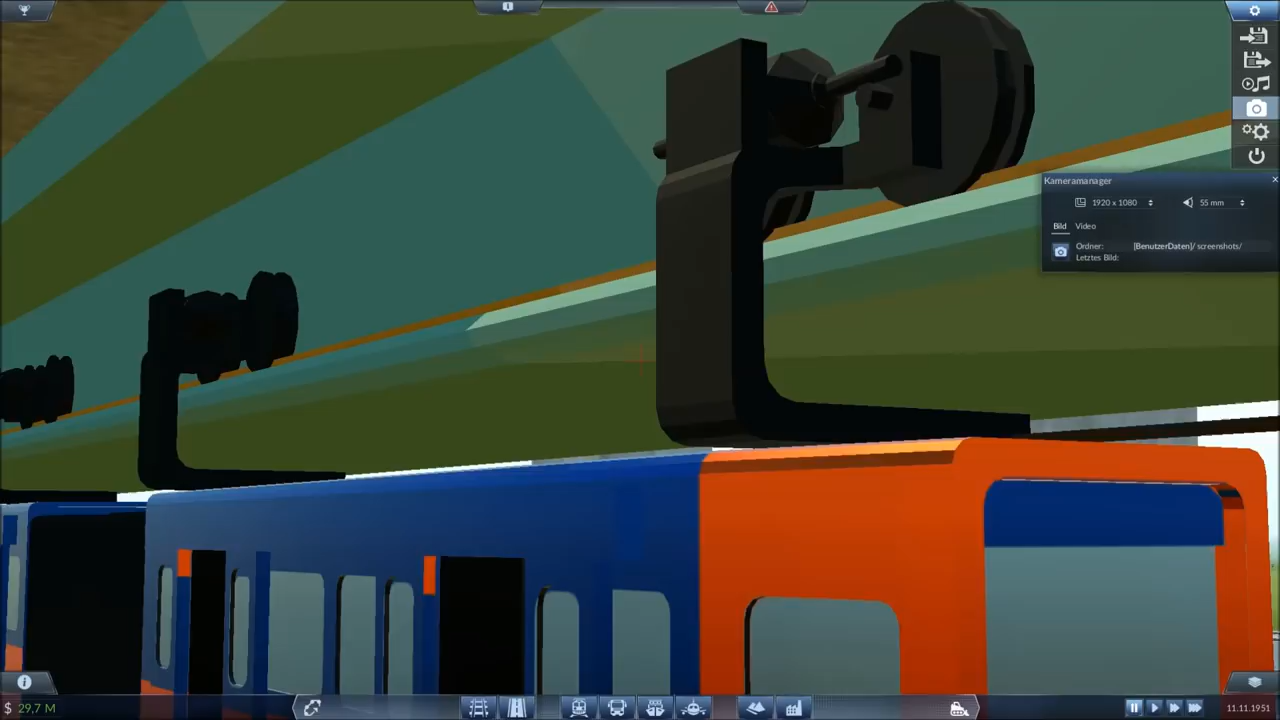 Kameramanager
1920 x 1080
55 mm
Bild Video
Ordner: [BenutzerDaten]/ screenshots/
Letztes Bild:
$ 29,7 M
11.11.1951